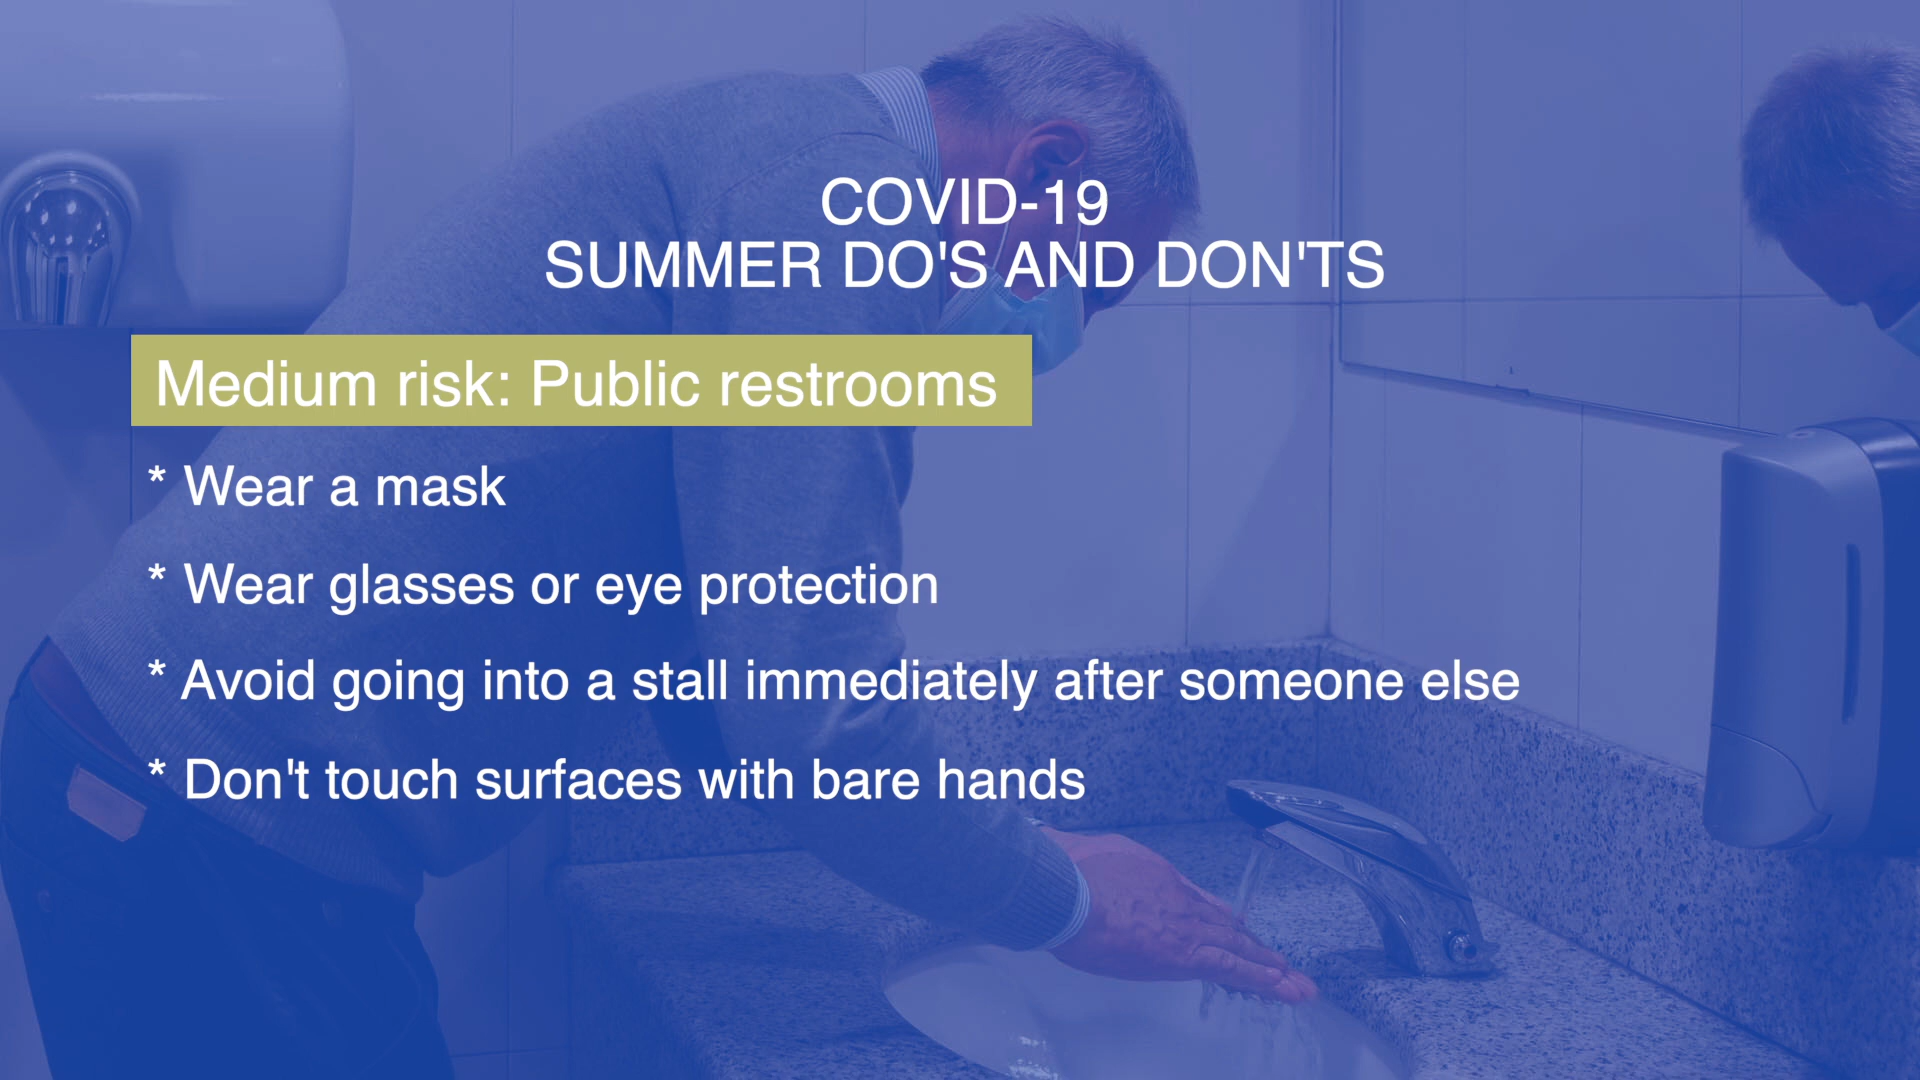 COVID-19
SUMMER DO'S AND DON'TS
Medium risk: Public restrooms
* Wear a mask
* Wear glasses or eye protection
* Avoid going into a stall immediately after someone else
* Don't touch surfaces with bare hands